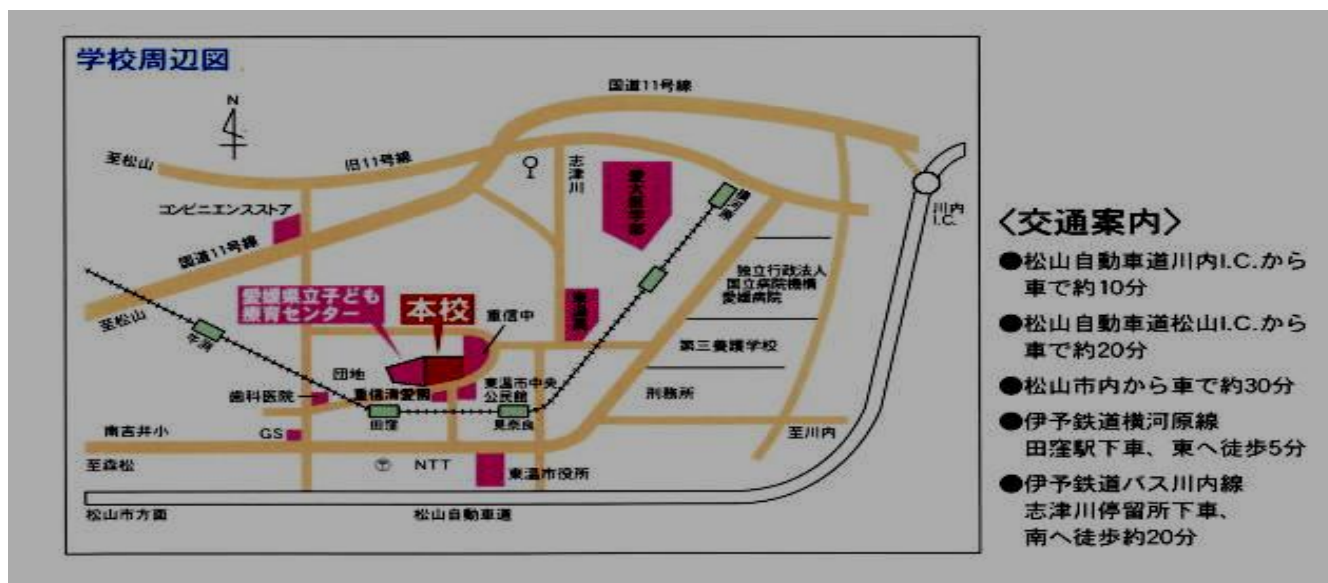 学校周辺図
国道11号線
N
至松山
旧11号線
志津川
愛大医学部
横河原
コンビニエンスストア
川内
I.C.
国道11号線
独立行政法人
国立病院機構
愛媛病院
愛媛県立子ども
療育センター
本校
重信中
至松山
第三養護学校
団地
歯科医院
重信清愛園
東温市中央
公民館
刑務所
田窪
見奈良
南吉井小
GS
至川内
至森松
〒
NTT
東温市役所
松山市方面
松山自動車道
〈交通案内〉
●松山自動車道川内I.C.から
車で約10分
●松山自動車道松山I.C.から
車で約20分
●松山市内から車で約30分
●伊予鉄道横河原線
田窪駅下車、東へ徒歩5分
●伊予鉄道バス川内線
志津川停留所下車、
南へ徒歩約20分